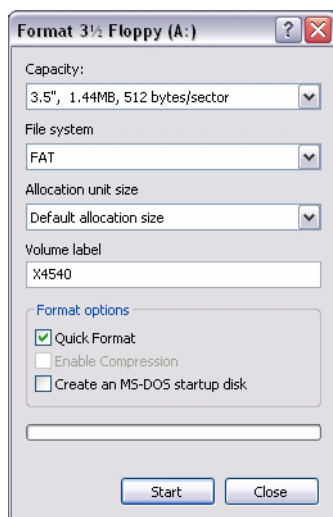 Format 3½ Floppy (A:)
Capacity:
3.5", 1.44MB, 512 bytes/sector
File system
FAT
Allocation unit size
Default allocation size
Volume label
X4540
Format options
Quick Format
Enable Compression
Create an MS-DOS startup disk
Start Close